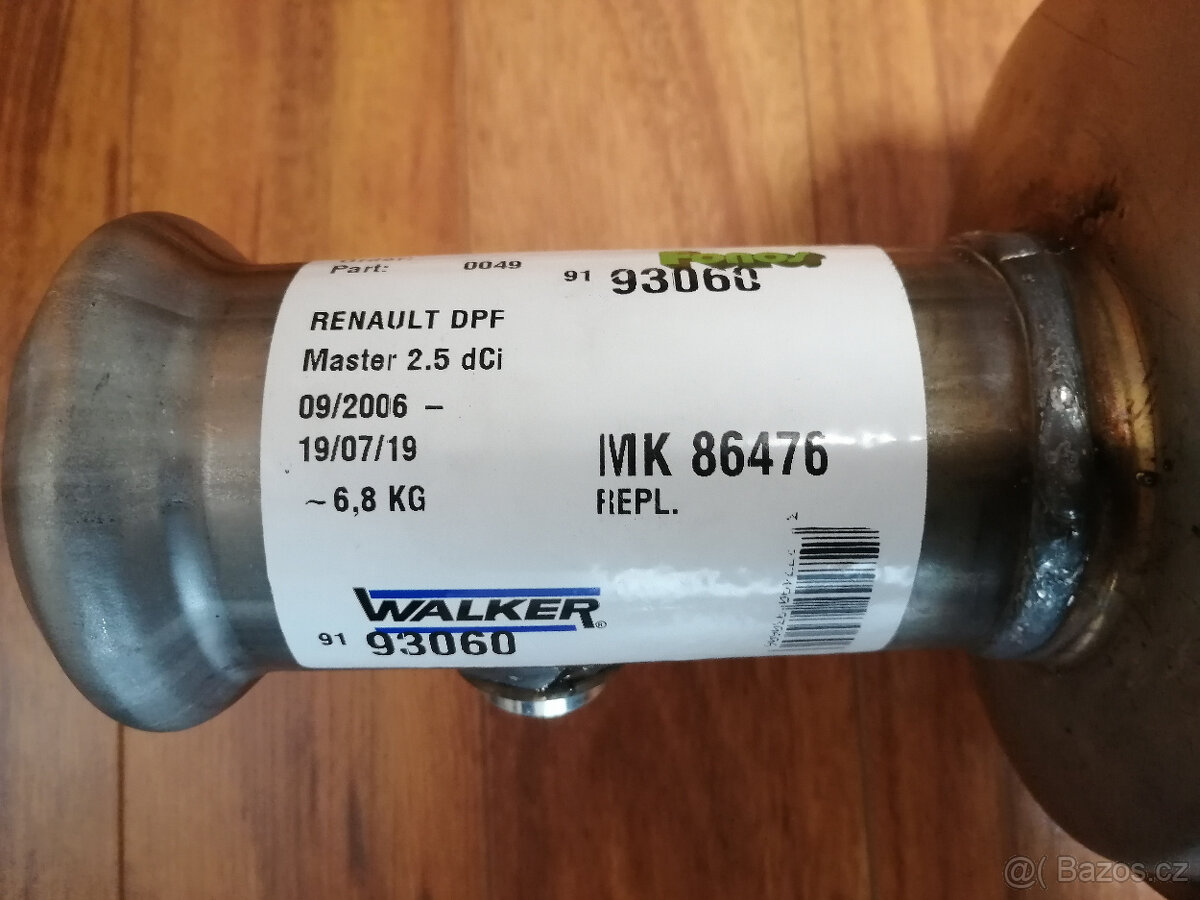 Part: 0049
91 93060
Fonos
RENAULT DPF
Master 2.5 dCi
09/2006 –
19/07/19
~ 6,8 KG
MK 86476
REPL.
WALKER®
91 93060
@( Bazos.cz